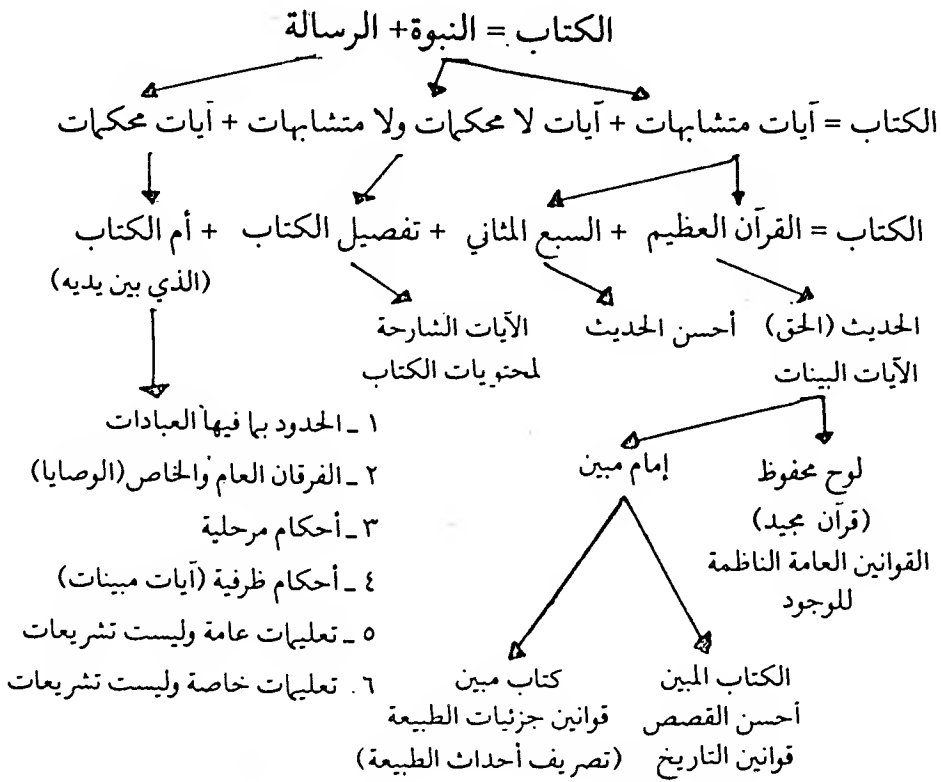 الكتاب = النبوة + الرسالة
الكتاب = آيات متشابهات + آيات لا محكمات ولا متشابهات + آيات محكمات
الكتاب = القرآن العظيم + السبع المثاني + تفصيل الكتاب + أم الكتاب
(الذي بين يديه)
الحديث (الحق)
الآيات البينات
أحسن الحديث
الآيات الشارحة
لمحتويات الكتاب
لوح محفوظ
(قرآن مجيد)
القوانين العامة الناظمة
للوجود
إمام مبين
الكتاب المبين
أحسن القصص
قوانين التاريخ
كتاب مبين
قوانين جزئيات الطبيعة
(تصريف أحداث الطبيعة)
١ ـ الحدود بما فيها العبادات
٢ ـ الفرقان العام والخاص (الوصايا)
٣ ـ أحكام مرحلية
٤ ـ أحكام ظرفية (آيات مبينات)
٥ ـ تعليمات عامة وليست تشريعات
٦. تعليمات خاصة وليست تشريعات